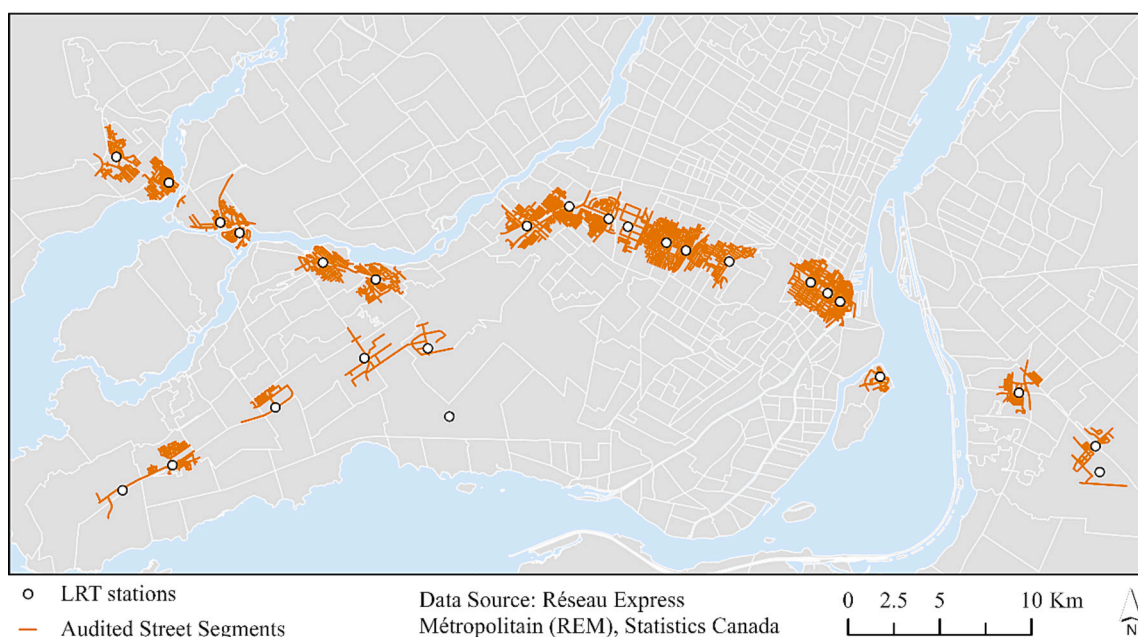 LRT stations
Audited Street Segments
Data Source: Réseau Express
Métropolitain (REM), Statistics Canada
0 2.5 5 10 Km
N